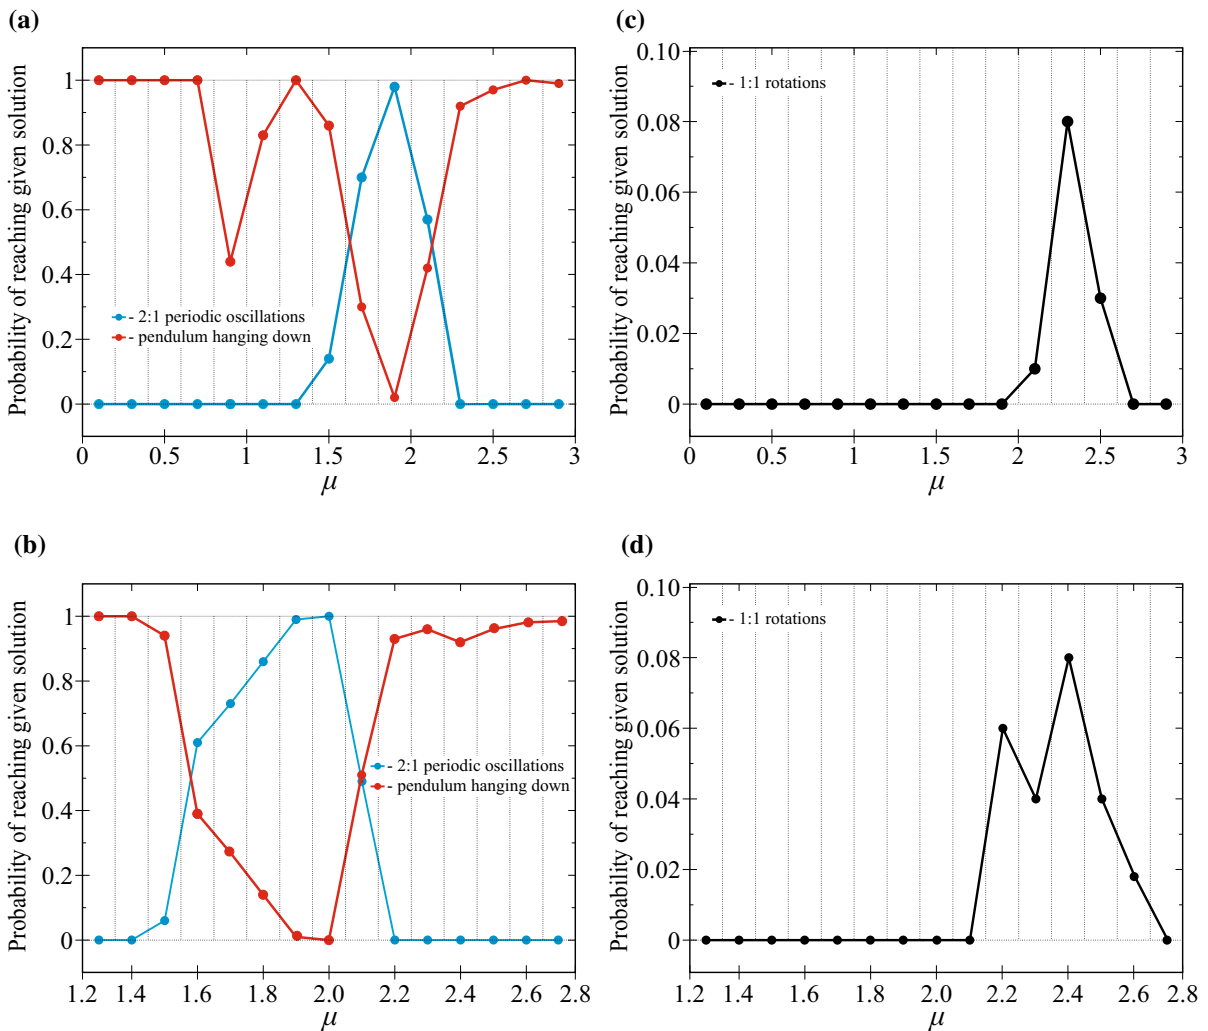 (a)
Probability of reaching given solution
1
0.8
0.6
0.4
0.2
0
- 2:1 periodic oscillations
- pendulum hanging down
0 0.5 1 1.5 2 2.5 3
μ
(c)
Probability of reaching given solution
0.10
0.08
0.06
0.04
0.02
0
- 1:1 rotations
0 0.5 1 1.5 2 2.5 3
μ
(b)
Probability of reaching given solution
1
0.8
0.6
0.4
0.2
0
- 2:1 periodic oscillations
- pendulum hanging down
1.2 1.4 1.6 1.8 2.0 2.2 2.4 2.6 2.8
μ
(d)
Probability of reaching given solution
0.10
0.08
0.06
0.04
0.02
0
- 1:1 rotations
1.2 1.4 1.6 1.8 2.0 2.2 2.4 2.6 2.8
μ